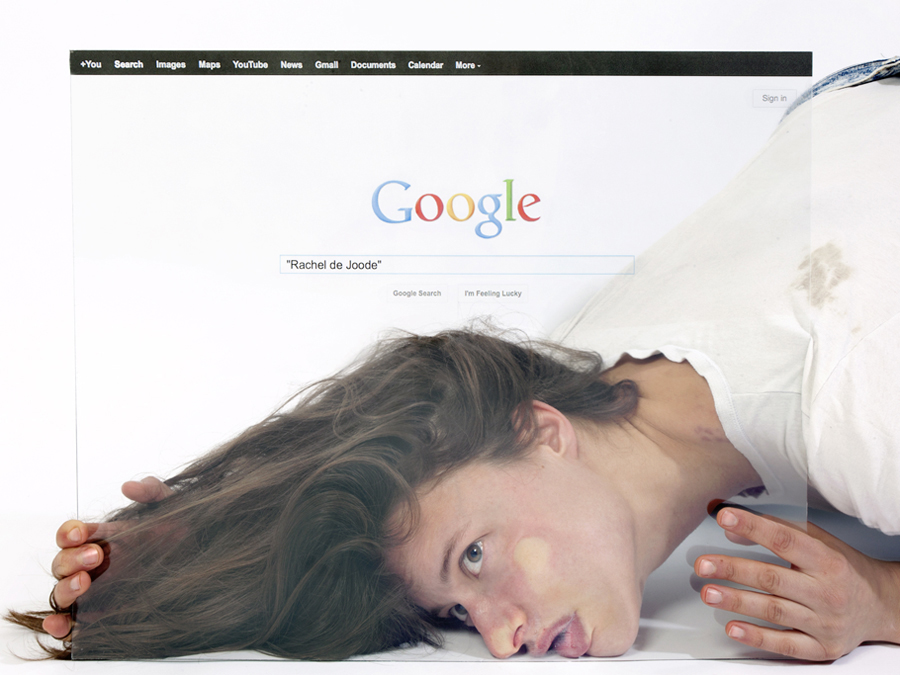 +You Search Images Maps YouTube News Gmail Documents Calendar More
Sign in
Google
"Rachel de Joode"
Google Search I'm Feeling Lucky